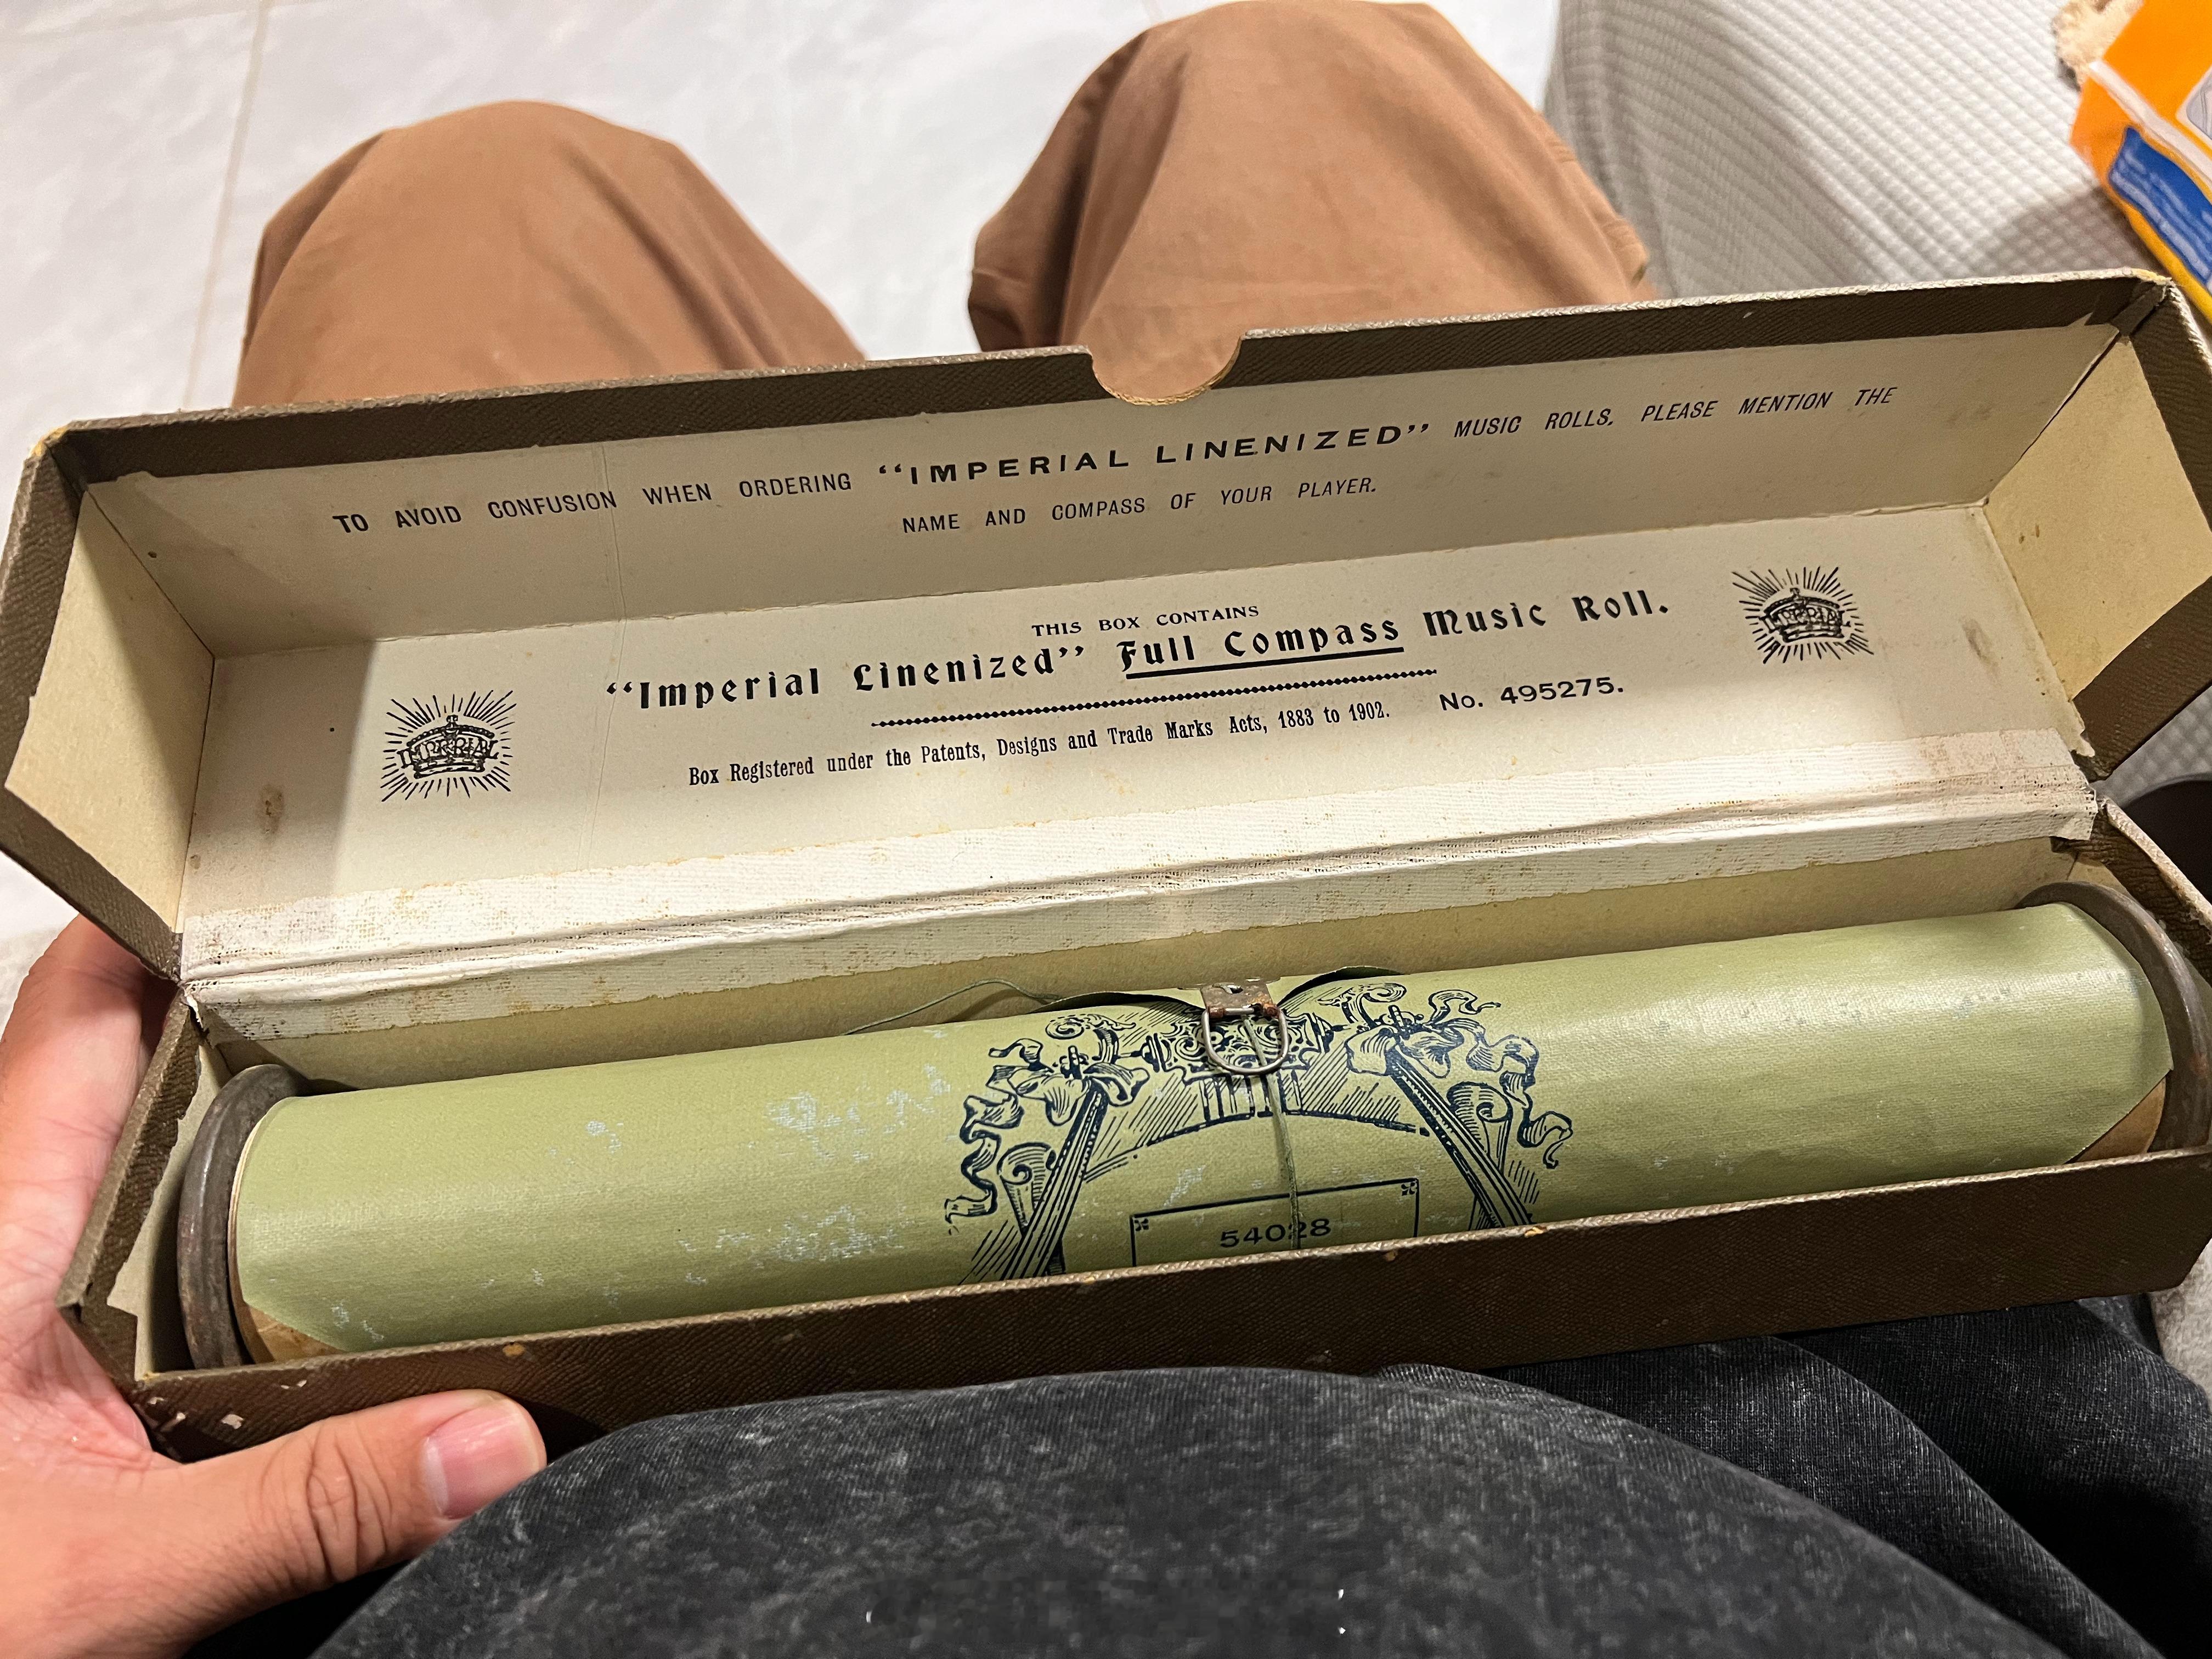 TO AVOID CONFUSION WHEN ORDERING “IMPERIAL LINENIZED” MUSIC ROLLS, PLEASE MENTION THE
NAME AND COMPASS OF YOUR PLAYER.
THIS BOX CONTAINS
“Imperial Linenized” Full Compass Music Roll.
IMPERIAL
IMPERIAL
Box Registered under the Patents, Designs and Trade Marks Acts, 1883 to 1902. No. 495275.
54028